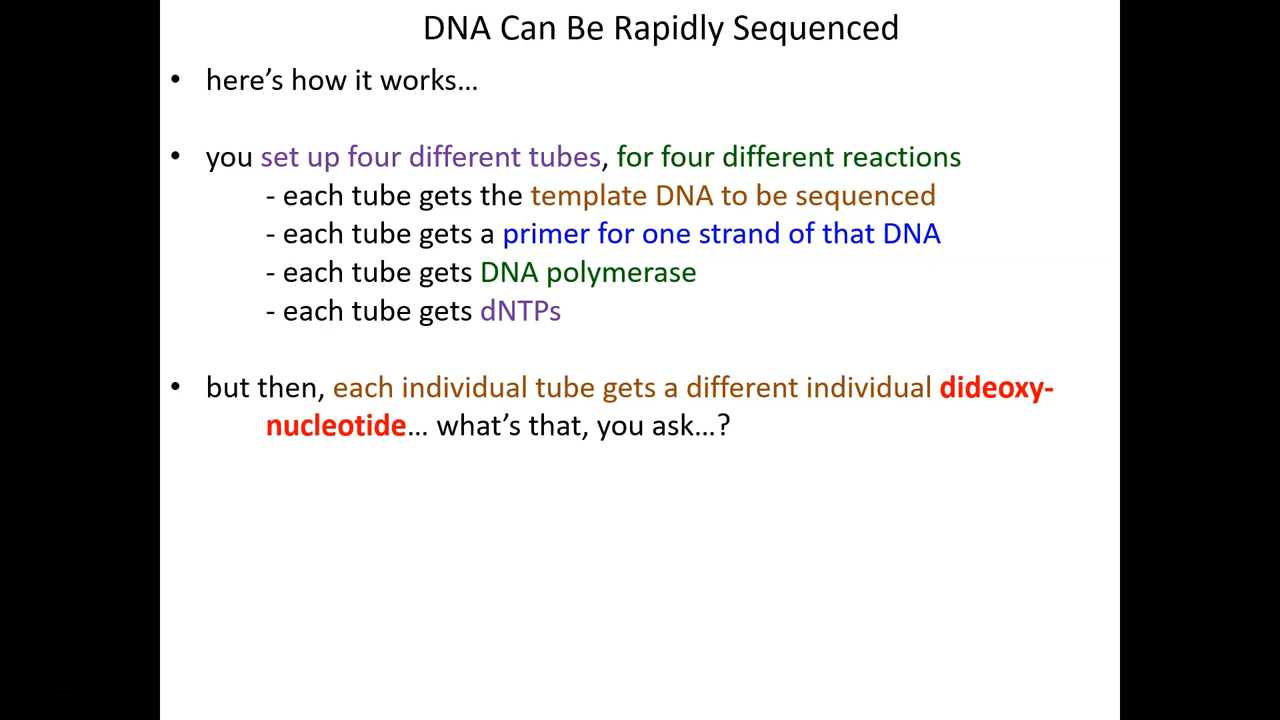 DNA Can Be Rapidly Sequenced
• here’s how it works…
• you set up four different tubes, for four different reactions
- each tube gets the template DNA to be sequenced
- each tube gets a primer for one strand of that DNA
- each tube gets DNA polymerase
- each tube gets dNTPs
• but then, each individual tube gets a different individual dideoxy-
nucleotide… what’s that, you ask…?